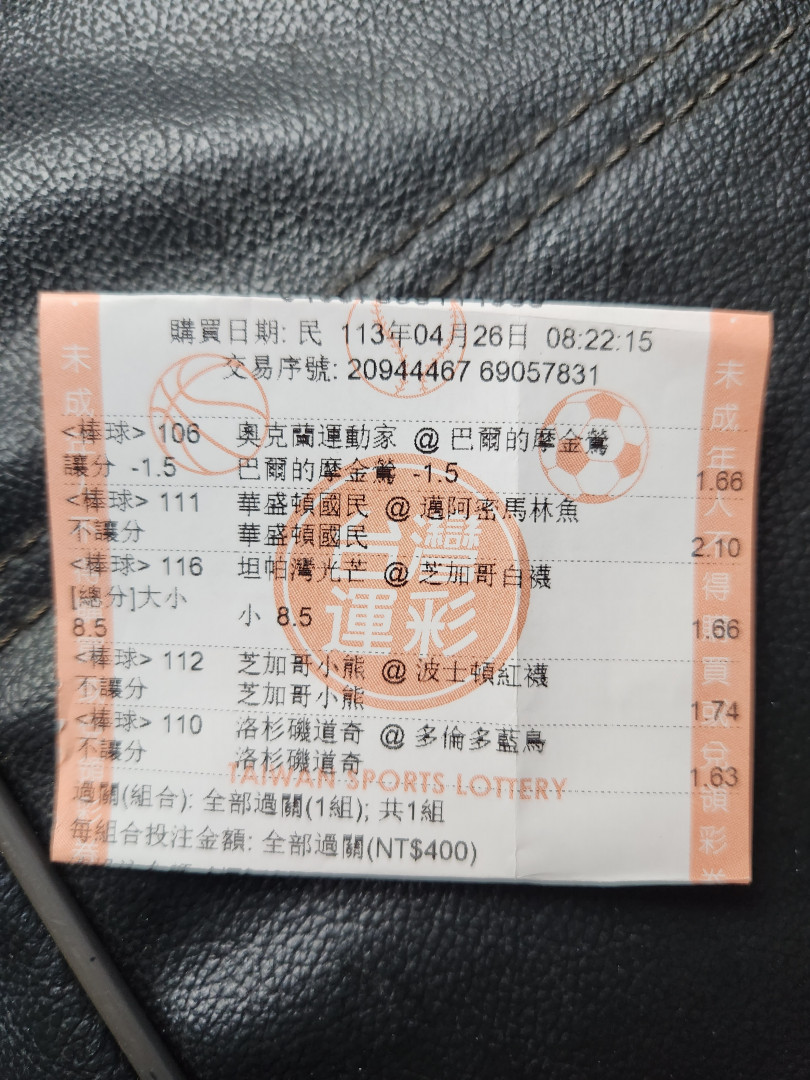 購買日期: 民 113年04月26日 08:22:15
交易序號: 20944467 69057831
<棒球> 106 奧克蘭運動家 @ 巴爾的摩金鶯
讓分 -1.5 巴爾的摩金鶯 -1.5 1.66
<棒球> 111 華盛頓國民 @ 邁阿密馬林魚
不讓分 華盛頓國民 2.10
<棒球> 116 坦帕灣光芒 @ 芝加哥白襪
[總分]大小
8.5 小 8.5 1.66
<棒球> 112 芝加哥小熊 @ 波士頓紅襪
不讓分 芝加哥小熊 1.74
<棒球> 110 洛杉磯道奇 @ 多倫多藍鳥
不讓分 洛杉磯道奇 1.63
過關(組合): 全部過關(1組); 共1組
每組合投注金額: 全部過關(NT$400)
台灣
運彩
TAIWAN SPORTS LOTTERY
未成
未成年人不得購買或兌領彩券